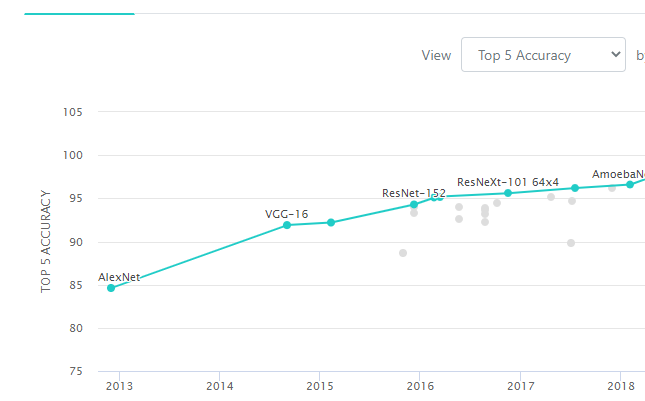 View Top 5 Accuracy
105
100
95
90
85
80
75
TOP 5 ACCURACY
AlexNet
VGG-16
ResNet-152
ResNeXt-101 64x4
2013 2014 2015 2016 2017 2018